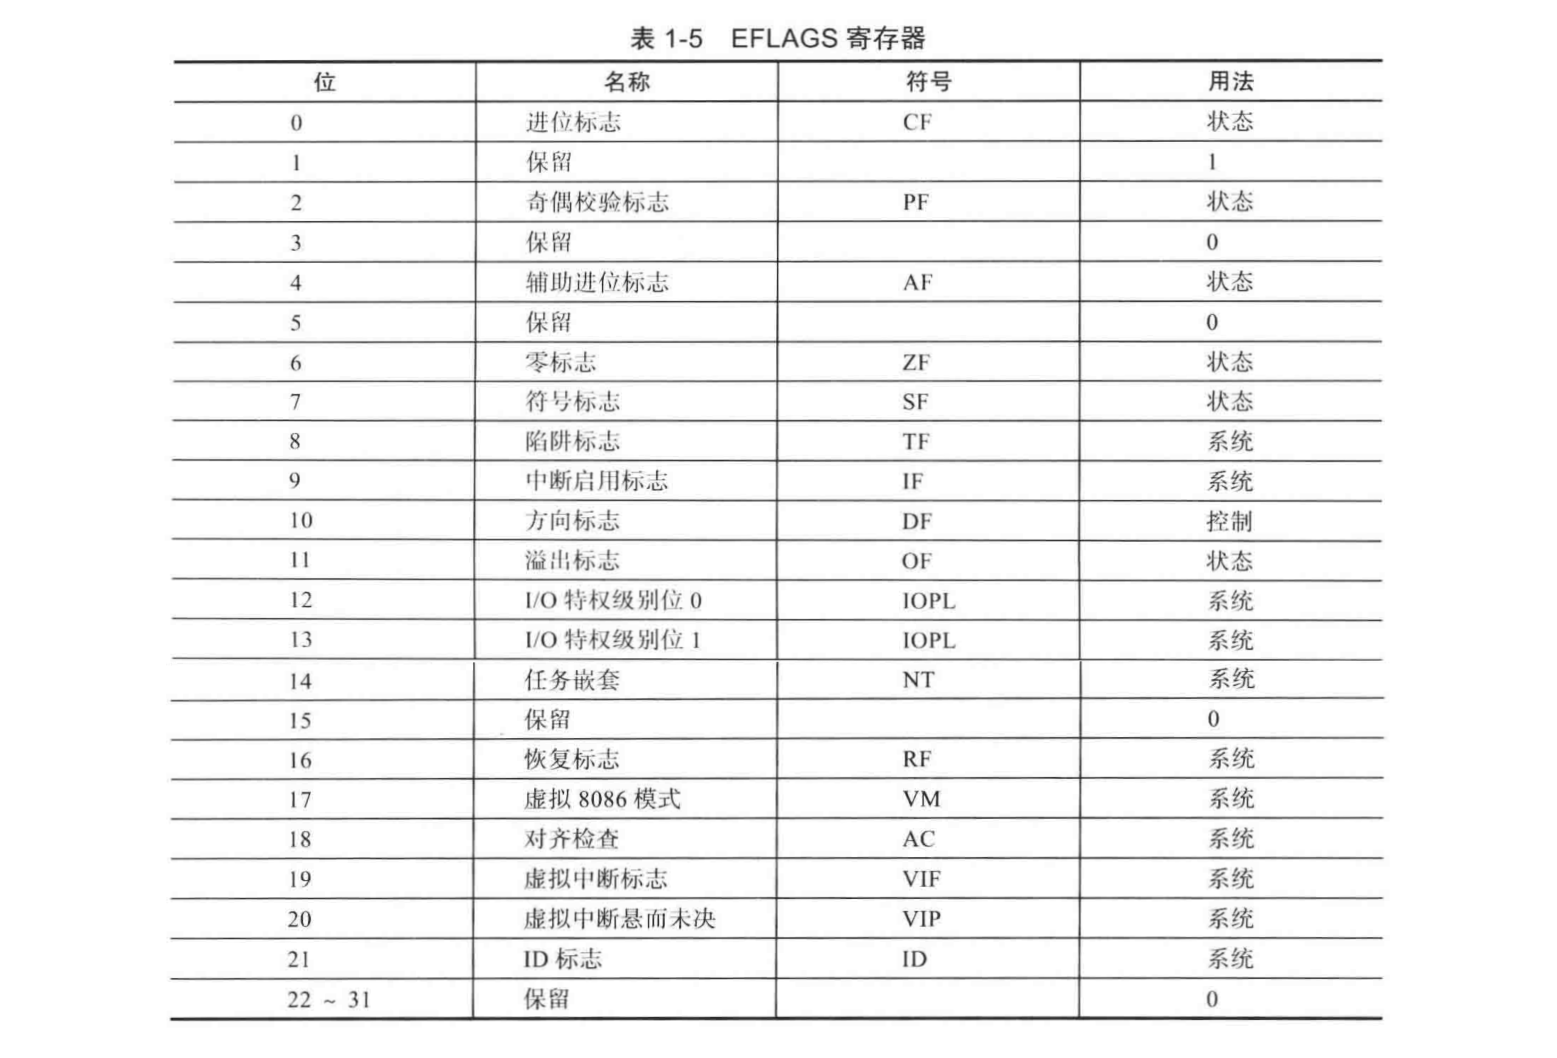 表 1-5 EFLAGS 寄存器
位 名称 符号 用法
0 进位标志 CF 状态
1 保留 1
2 奇偶校验标志 PF 状态
3 保留 0
4 辅助进位标志 AF 状态
5 保留 0
6 零标志 ZF 状态
7 符号标志 SF 状态
8 陷阱标志 TF 系统
9 中断启用标志 IF 系统
10 方向标志 DF 控制
11 溢出标志 OF 状态
12 I/O 特权级别位 0 IOPL 系统
13 I/O 特权级别位 1 IOPL 系统
14 任务嵌套 NT 系统
15 保留 0
16 恢复标志 RF 系统
17 虚拟 8086 模式 VM 系统
18 对齐检查 AC 系统
19 虚拟中断标志 VIF 系统
20 虚拟中断悬而未决 VIP 系统
21 ID 标志 ID 系统
22 ~ 31 保留 0